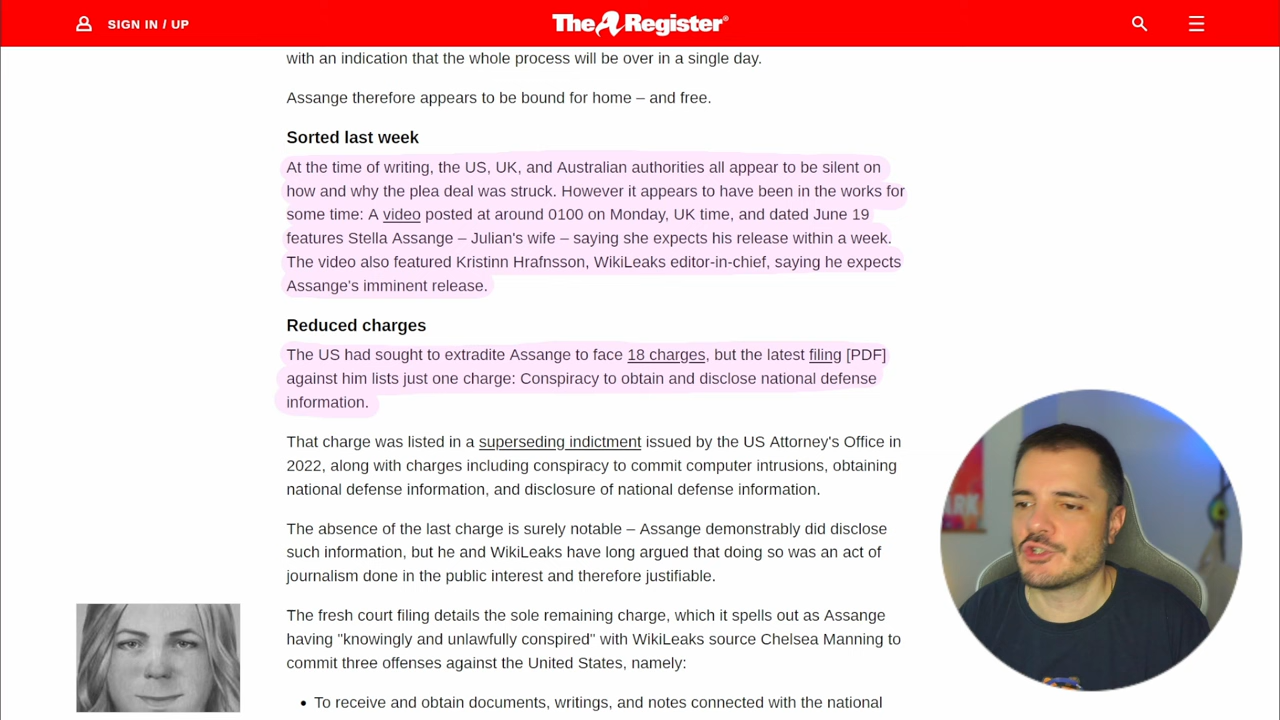 SIGN IN / UP
The Register®
with an indication that the whole process will be over in a single day.
Assange therefore appears to be bound for home – and free.
Sorted last week
At the time of writing, the US, UK, and Australian authorities all appear to be silent on
how and why the plea deal was struck. However it appears to have been in the works for
some time: A video posted at around 0100 on Monday, UK time, and dated June 19
features Stella Assange – Julian's wife – saying she expects his release within a week.
The video also featured Kristinn Hrafnsson, WikiLeaks editor-in-chief, saying he expects
Assange's imminent release.
Reduced charges
The US had sought to extradite Assange to face 18 charges, but the latest filing [PDF]
against him lists just one charge: Conspiracy to obtain and disclose national defense
information.
That charge was listed in a superseding indictment issued by the US Attorney's Office in
2022, along with charges including conspiracy to commit computer intrusions, obtaining
national defense information, and disclosure of national defense information.
The absence of the last charge is surely notable – Assange demonstrably did disclose
such information, but he and WikiLeaks have long argued that doing so was an act of
journalism done in the public interest and therefore justifiable.
The fresh court filing details the sole remaining charge, which it spells out as Assange
having "knowingly and unlawfully conspired" with WikiLeaks source Chelsea Manning to
commit three offenses against the United States, namely:
• To receive and obtain documents, writings, and notes connected with the national